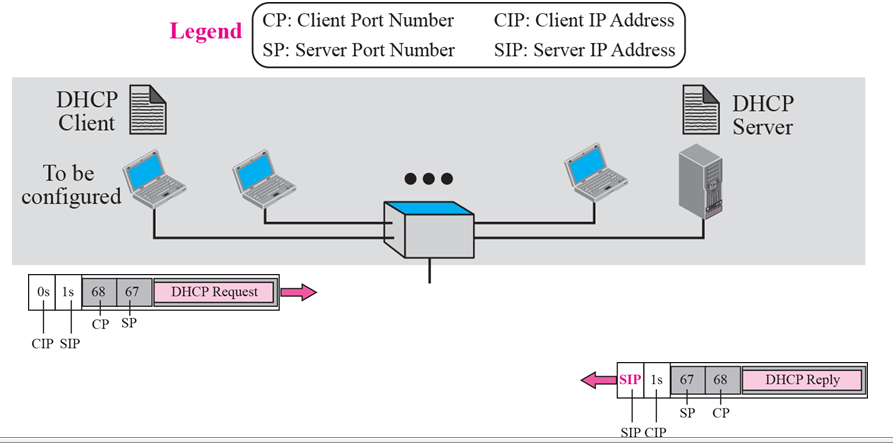 Legend
CP: Client Port Number
CIP: Client IP Address
SP: Server Port Number
SIP: Server IP Address
DHCP
Client
DHCP
Server
To be
configured
0s 1s 68 67 DHCP Request
CP SP
CIP SIP
SIP 1s 67 68 DHCP Reply
SP CP
SIP CIP